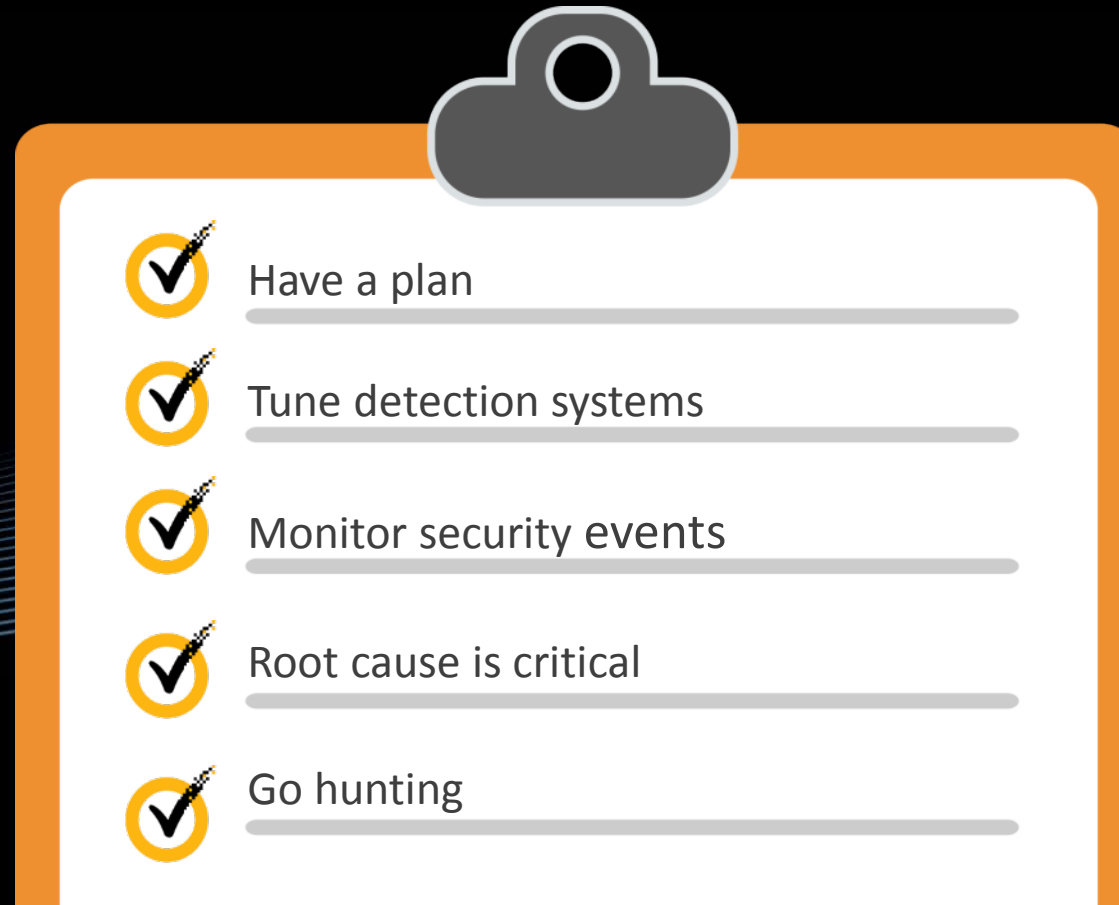 Have a plan
Tune detection systems
Monitor security events
Root cause is critical
Go hunting